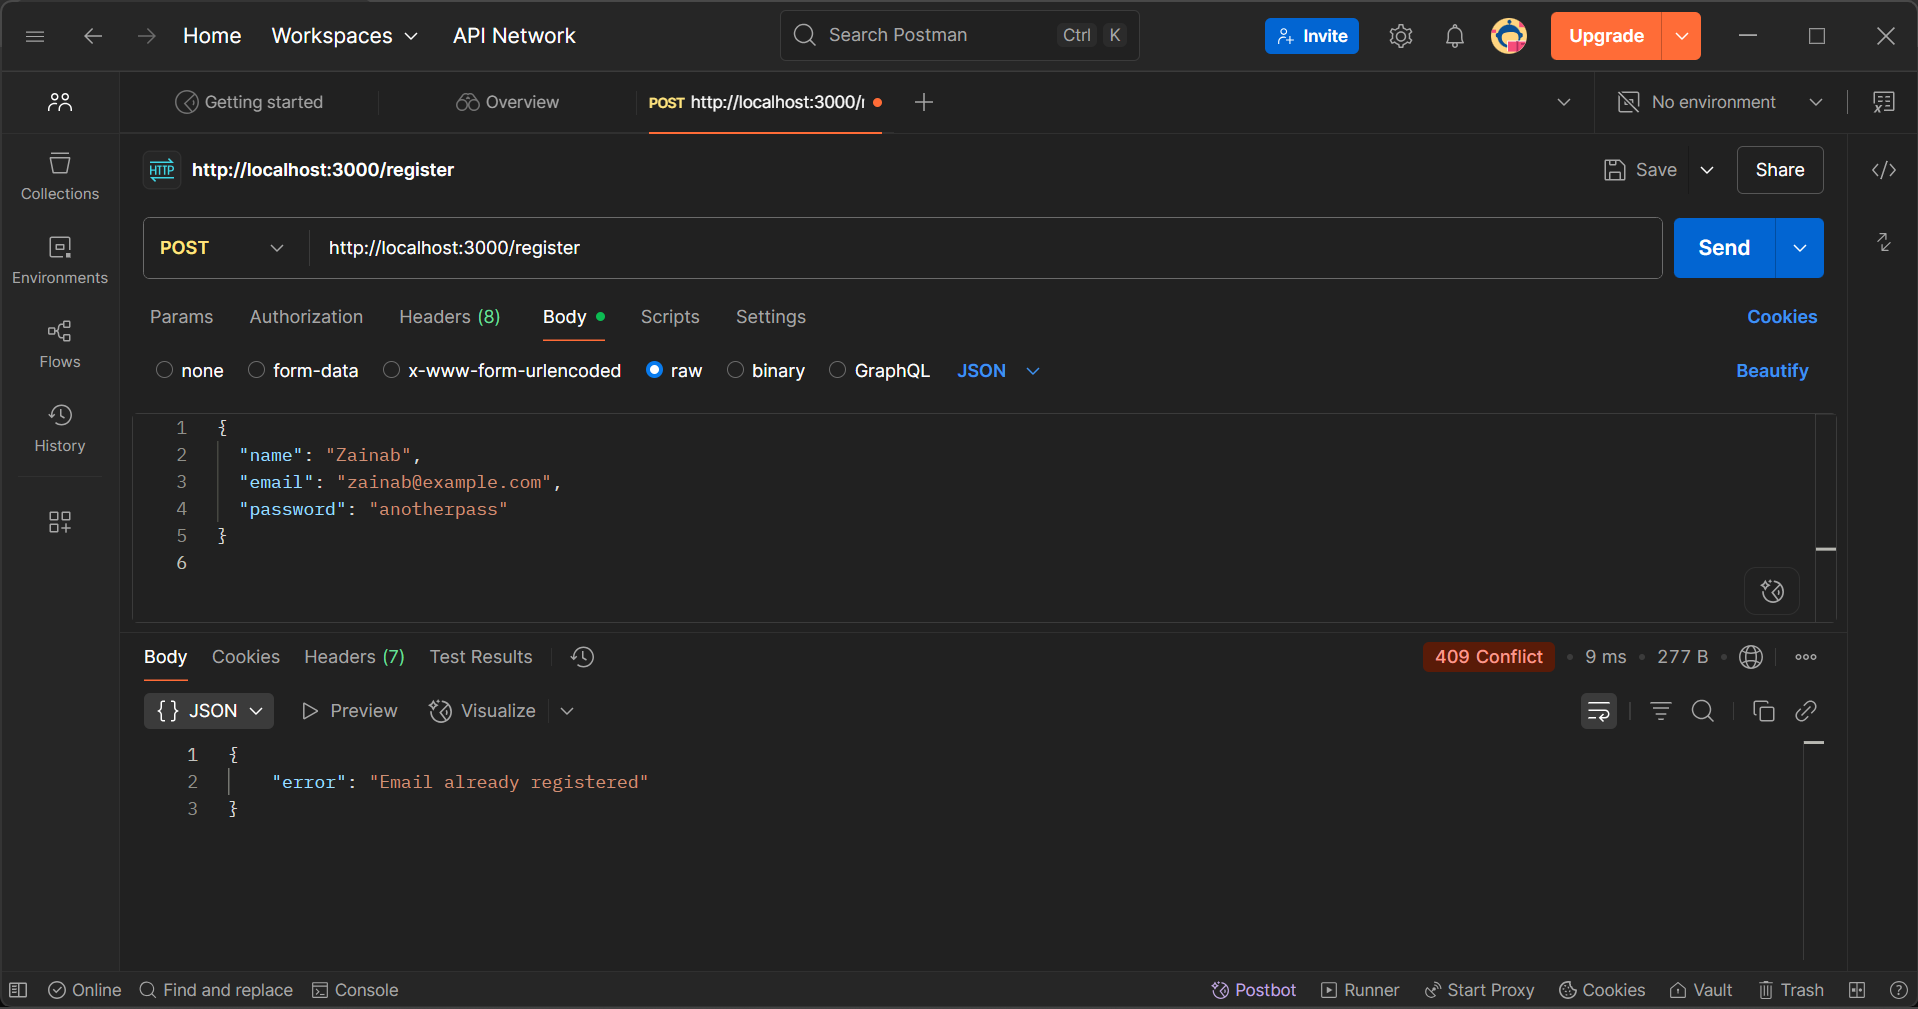 Home Workspaces API Network Search Postman Ctrl K Invite Upgrade
Getting started Overview POST http://localhost:3000/r No environment
HTTP http://localhost:3000/register Save Share
Collections
POST http://localhost:3000/register Send
Environments
Params Authorization Headers (8) Body Scripts Settings Cookies
Flows
none form-data x-www-form-urlencoded raw binary GraphQL JSON Beautify
History
1 {
2 "name": "Zainab",
3 "email": "zainab@example.com",
4 "password": "anotherpass"
5 }
6
Body Cookies Headers (7) Test Results 409 Conflict • 9 ms • 277 B •
{} JSON Preview Visualize
1 {
2 "error": "Email already registered"
3 }
Online Find and replace Console Postbot Runner Start Proxy Cookies Vault Trash